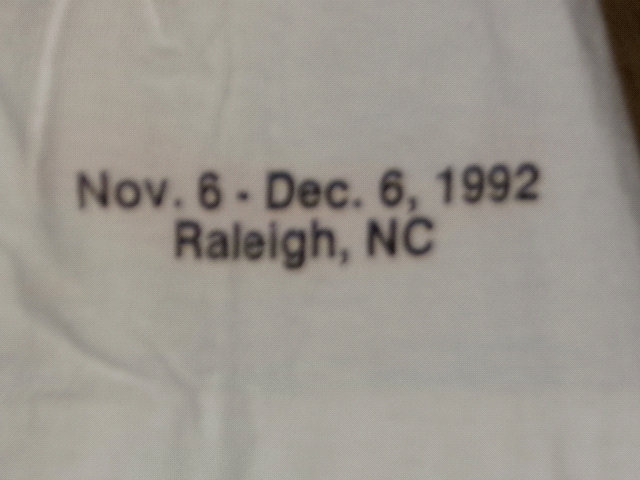 Nov. 6 - Dec. 6, 1992
Raleigh, NC